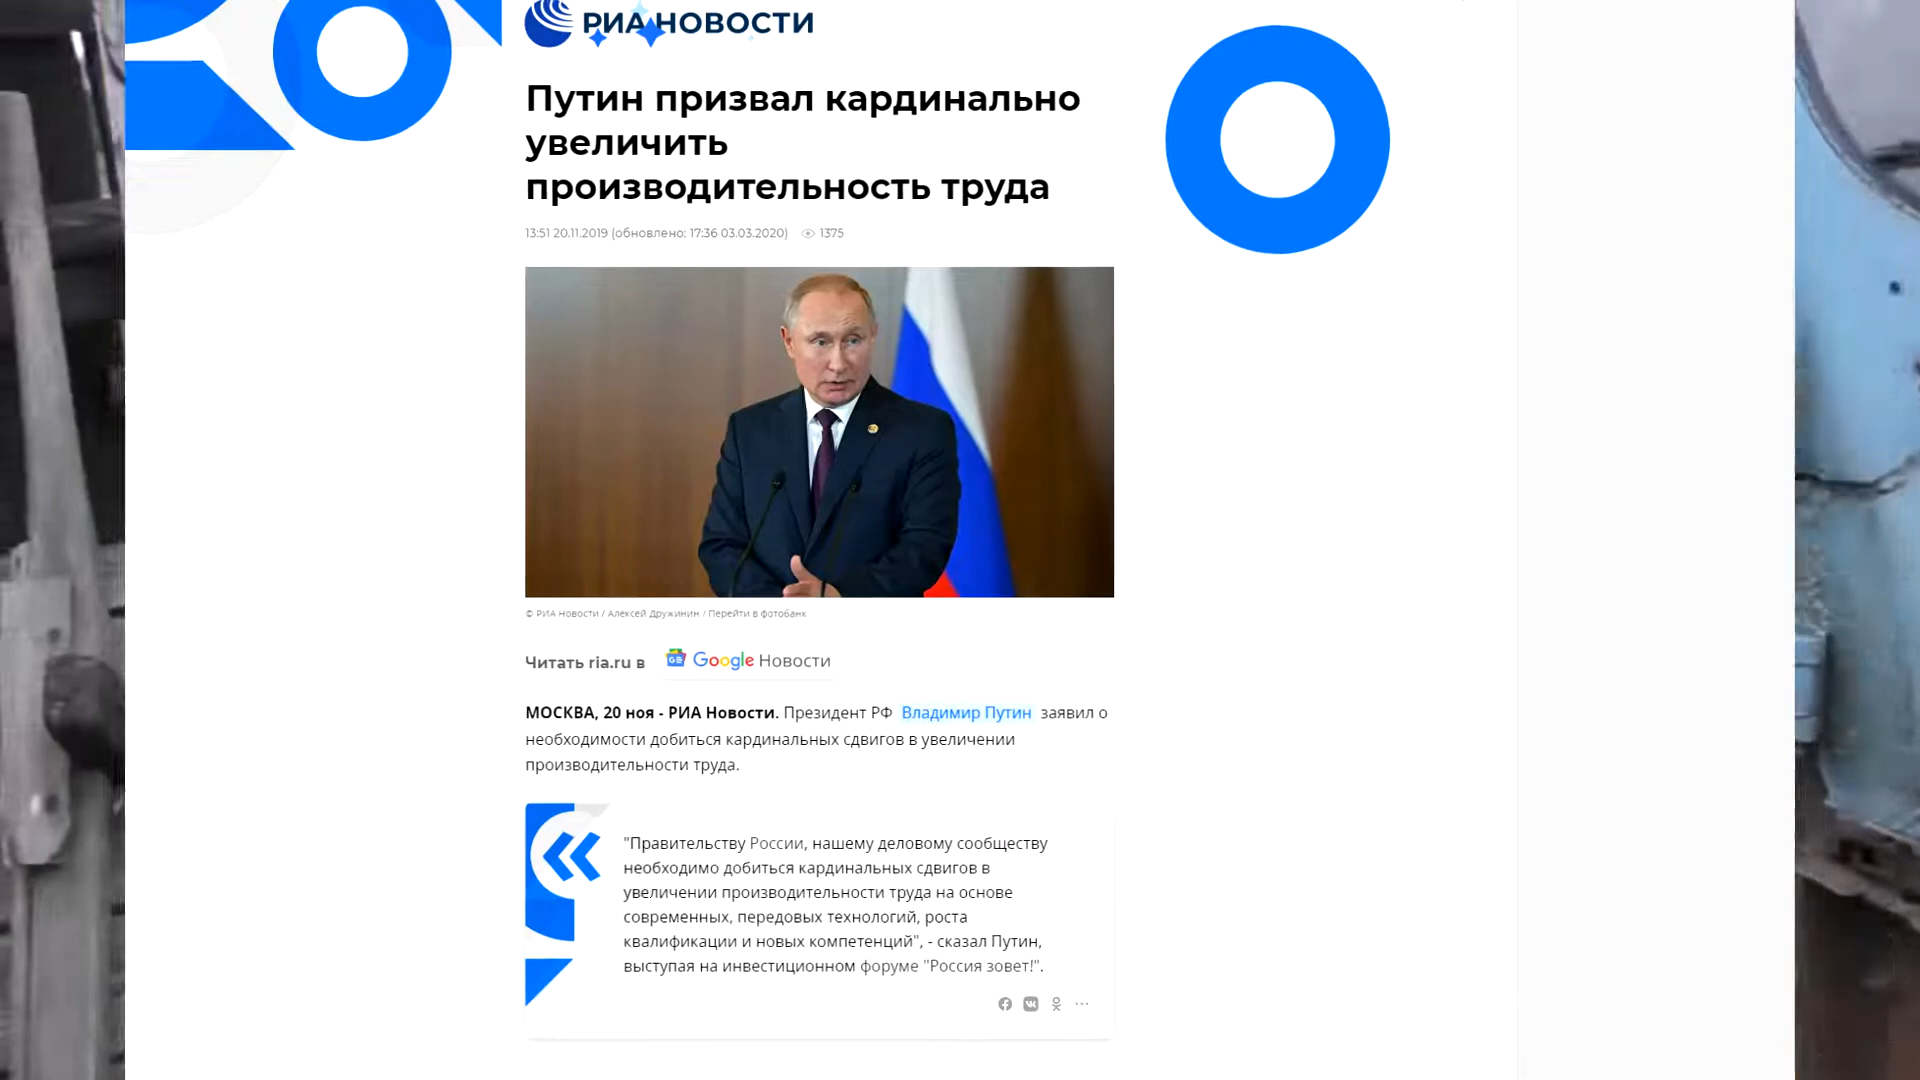 РИА НОВОСТИ
Путин призвал кардинально
увеличить
производительность труда
13:51 20.11.2019 (обновлено: 17:36 03.03.2020) 1375
© РИА Новости / Алексей Дружинин / Перейти в фотобанк
Читать ria.ru в Google Новости
МОСКВА, 20 ноя - РИА Новости. Президент РФ Владимир Путин заявил о
необходимости добиться кардинальных сдвигов в увеличении
производительности труда.
"Правительству России, нашему деловому сообществу
необходимо добиться кардинальных сдвигов в
увеличении производительности труда на основе
современных, передовых технологий, роста
квалификации и новых компетенций", - сказал Путин,
выступая на инвестиционном форуме "Россия зовет!".